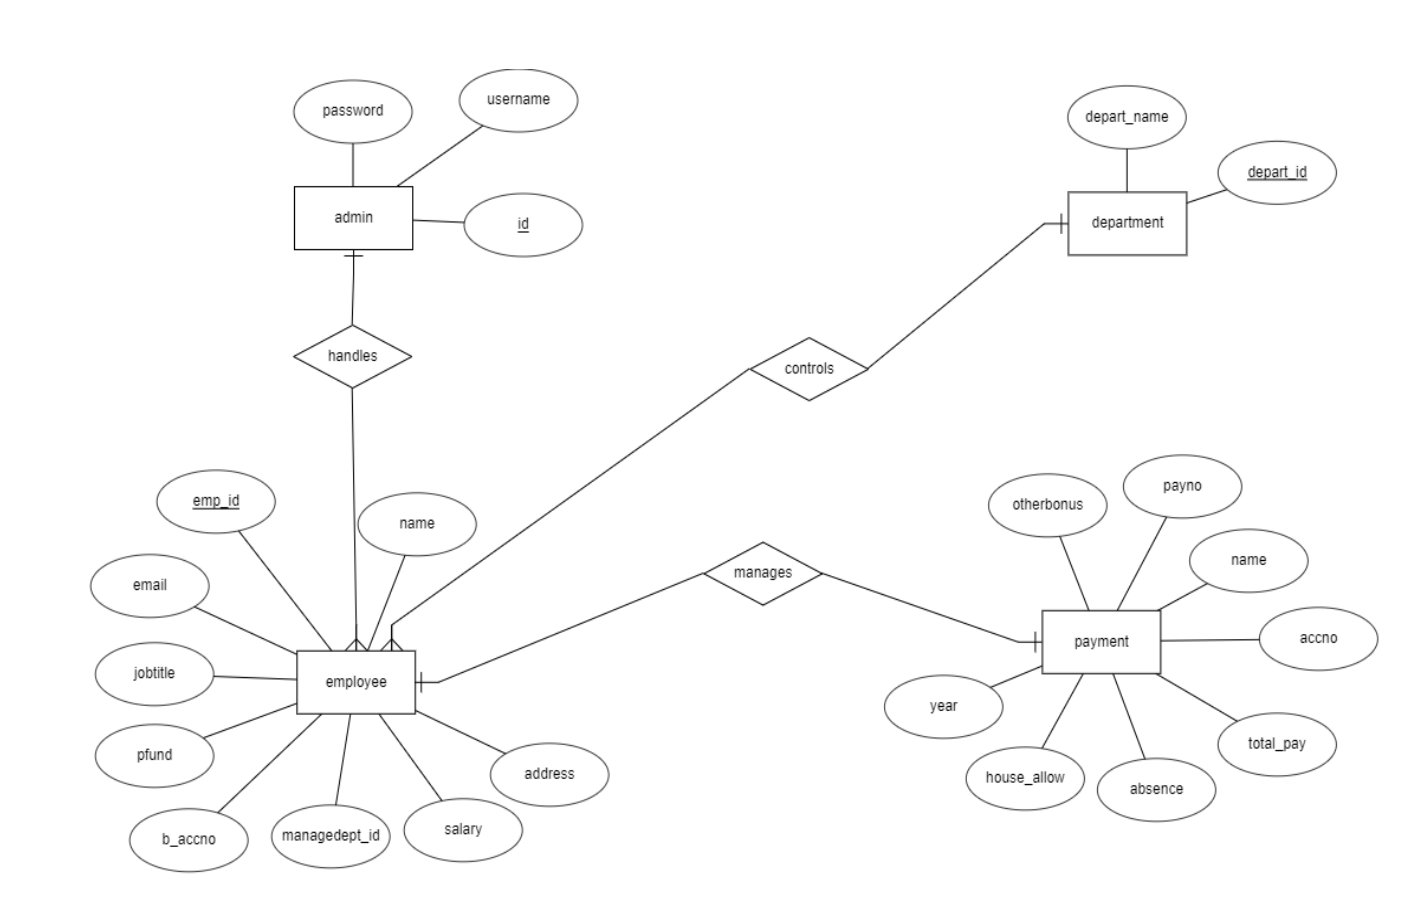 username
password
depart_name
depart_id
admin
id
department
handles
controls
payno
emp_id
otherbonus
name
name
manages
email
accno
payment
jobtitle
employee
year
total_pay
pfund
address
house_allow
absence
salary
managedept_id
b_accno